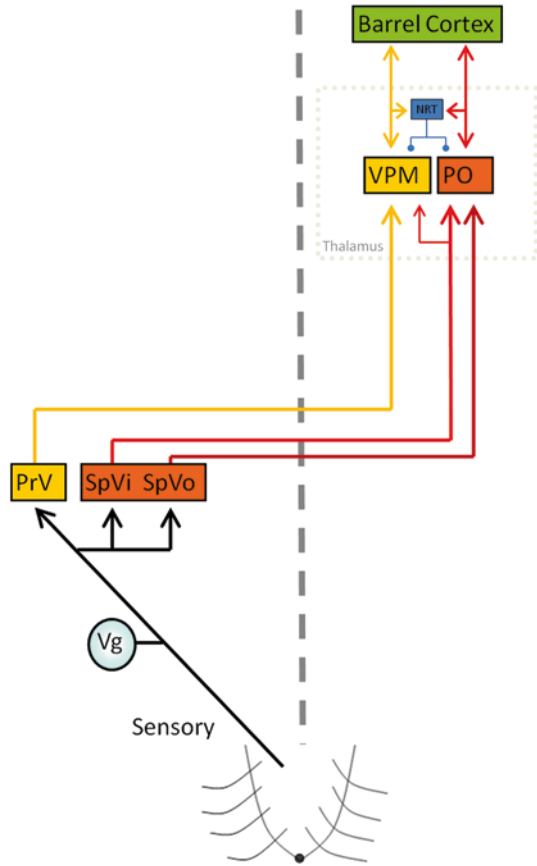 Barrel Cortex
NRT
VPM PO
Thalamus
PrV SpVi SpVo
Vg
Sensory